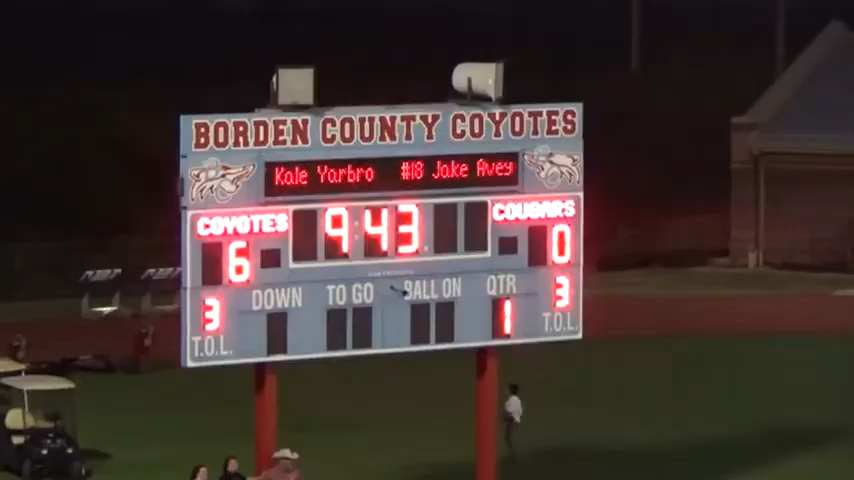 BORDEN COUNTY COYOTES
Kale Yarbro #18 Jake Avey
COYOTES 9:43 COUGARS
6 0
DOWN TO GO BALL ON QTR
3 1 3
T.O.L. T.O.L.